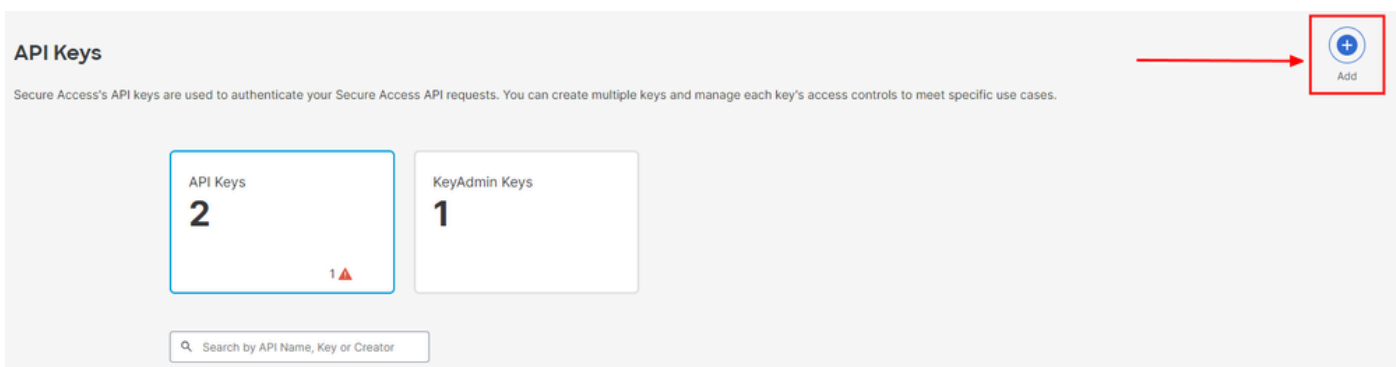 API Keys
Add
Secure Access's API keys are used to authenticate your Secure Access API requests. You can create multiple keys and manage each key's access controls to meet specific use cases.
API Keys
2
1
KeyAdmin Keys
1
Search by API Name, Key or Creator